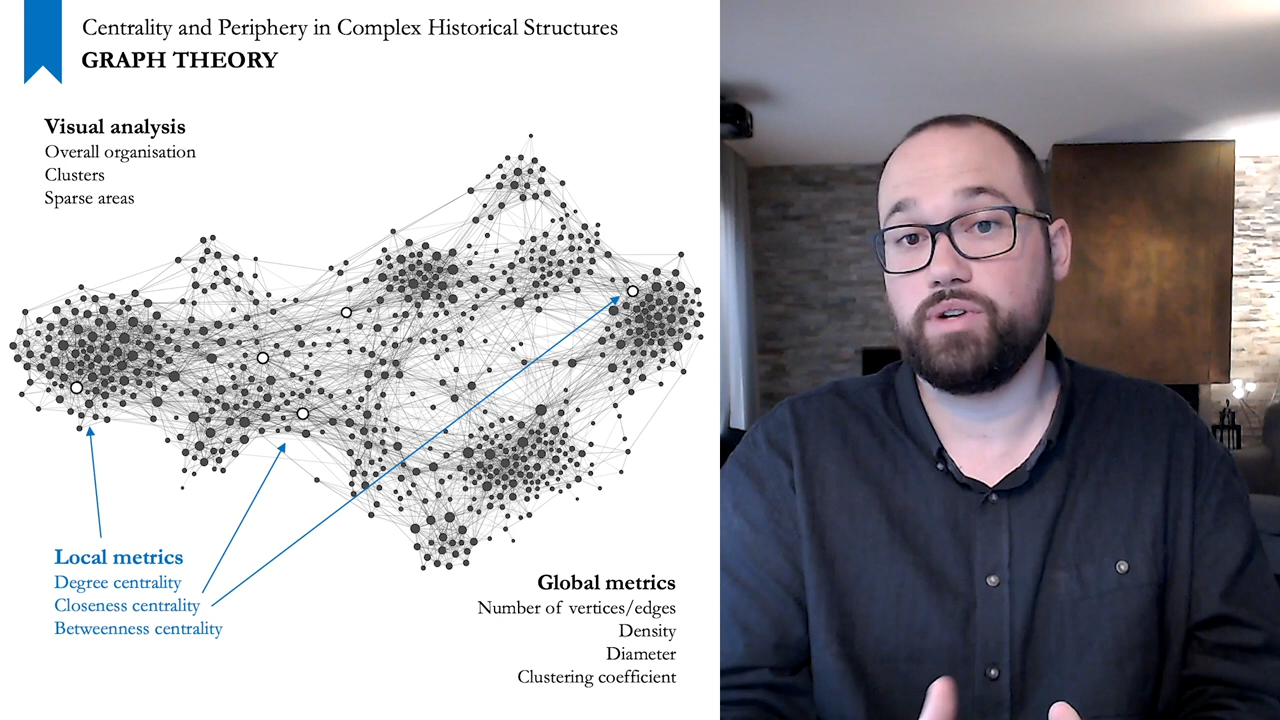 Centrality and Periphery in Complex Historical Structures
GRAPH THEORY
Visual analysis
Overall organisation
Clusters
Sparse areas
Local metrics
Degree centrality
Closeness centrality
Betweenness centrality
Global metrics
Number of vertices/edges
Density
Diameter
Clustering coefficient